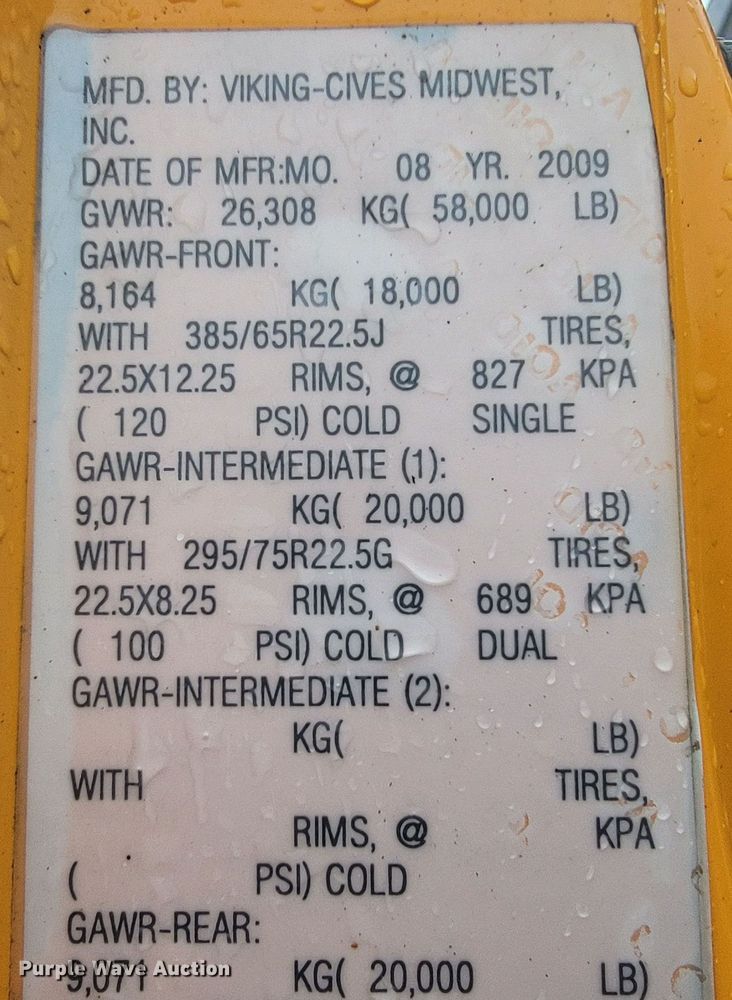 MFD. BY: VIKING-CIVES MIDWEST,
INC.
DATE OF MFR:MO. 08 YR. 2009
GVWR: 26,308 KG( 58,000 LB)
GAWR-FRONT:
8,164 KG( 18,000 LB)
WITH 385/65R22.5J TIRES,
22.5X12.25 RIMS, @ 827 KPA
( 120 PSI) COLD SINGLE
GAWR-INTERMEDIATE (1):
9,071 KG( 20,000 LB)
WITH 295/75R22.5G TIRES,
22.5X8.25 RIMS, @ 689 KPA
( 100 PSI) COLD DUAL
GAWR-INTERMEDIATE (2):
KG( LB)
WITH TIRES,
RIMS, @ KPA
( PSI) COLD
GAWR-REAR:
9,071 KG( 20,000 LB)
Purple Wave Auction